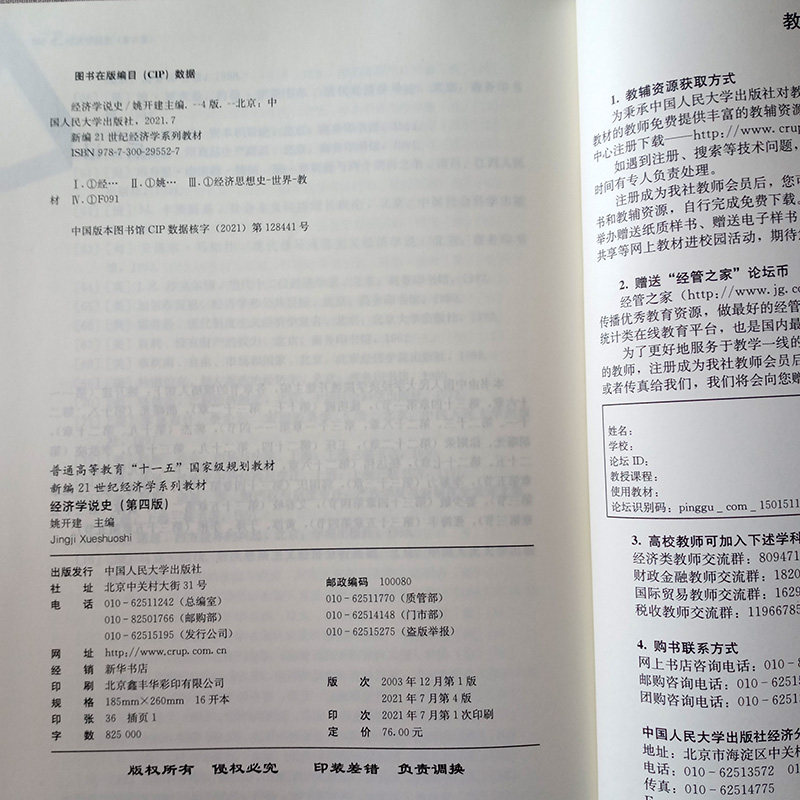 图书在版编目(CIP)数据
经济学说史/姚开建主编. --4版. --北京：中
国人民大学出版社，2021.7
新编21世纪经济学系列教材
ISBN 978-7-300-29552-7
Ⅰ.①经… Ⅱ.①姚… Ⅲ.①经济思想史-世界-教
材 Ⅳ.①F091
中国版本图书馆CIP数据核字（2021）第128441号
普通高等教育“十一五”国家级规划教材
新编21世纪经济学系列教材
经济学说史（第四版）
姚开建 主编
Jingji Xueshuoshi
出版发行 中国人民大学出版社
社 址 北京中关村大街31号 邮政编码 100080
电 话 010-62511242（总编室） 010-62511770（质管部）
010-82501766（邮购部） 010-62514148（门市部）
010-62515195（发行公司） 010-62515275（盗版举报）
网 址 http://www.crup.com.cn
经 销 新华书店
印 刷 北京鑫丰华彩印有限公司 版 次 2003年12月第1版
规 格 185mm×260mm 16开本 2021年7月第4版
印 张 36 插页1 印 次 2021年7月第1次印刷
字 数 825 000 定 价 76.00元
版权所有 侵权必究 印装差错 负责调换
教
1. 教辅资源获取方式
为秉承中国人民大学出版社对教
教材的教师免费提供丰富的教辅资源
中心注册下载——http://www.crup
如遇到注册、搜索等技术问题，
时间有专人负责处理。
注册成为我社教师会员后，您可
书和教辅资源，自行完成免费下载。
举办赠送纸质样书、赠送电子样书
共享等网上教材进校园活动，期待
2. 赠送“经管之家”论坛币
经管之家（http://www.jg.co
传播优秀教育资源，做最好的经管
统计类在线教育平台，也是国内最
为了更好地服务于教学一线的
的教师，注册成为我社教师会员后
或者传真给我们，我们将会向您赠
姓名：
学校：
论坛ID：
教授课程：
使用教材：
论坛识别码：pinggu_com_1501511
3. 高校教师可加入下述学科
经济类教师交流群：809471
财政金融教师交流群：1820
国际贸易教师交流群：1629
税收教师交流群：11966785
4. 购书联系方式
网上书店咨询电话：010-8
邮购咨询电话：010-62515
团购咨询电话：010-62513
中国人民大学出版社经济分
地址：北京市海淀区中关村
电话：010-62513572 010
传真：010-62514775